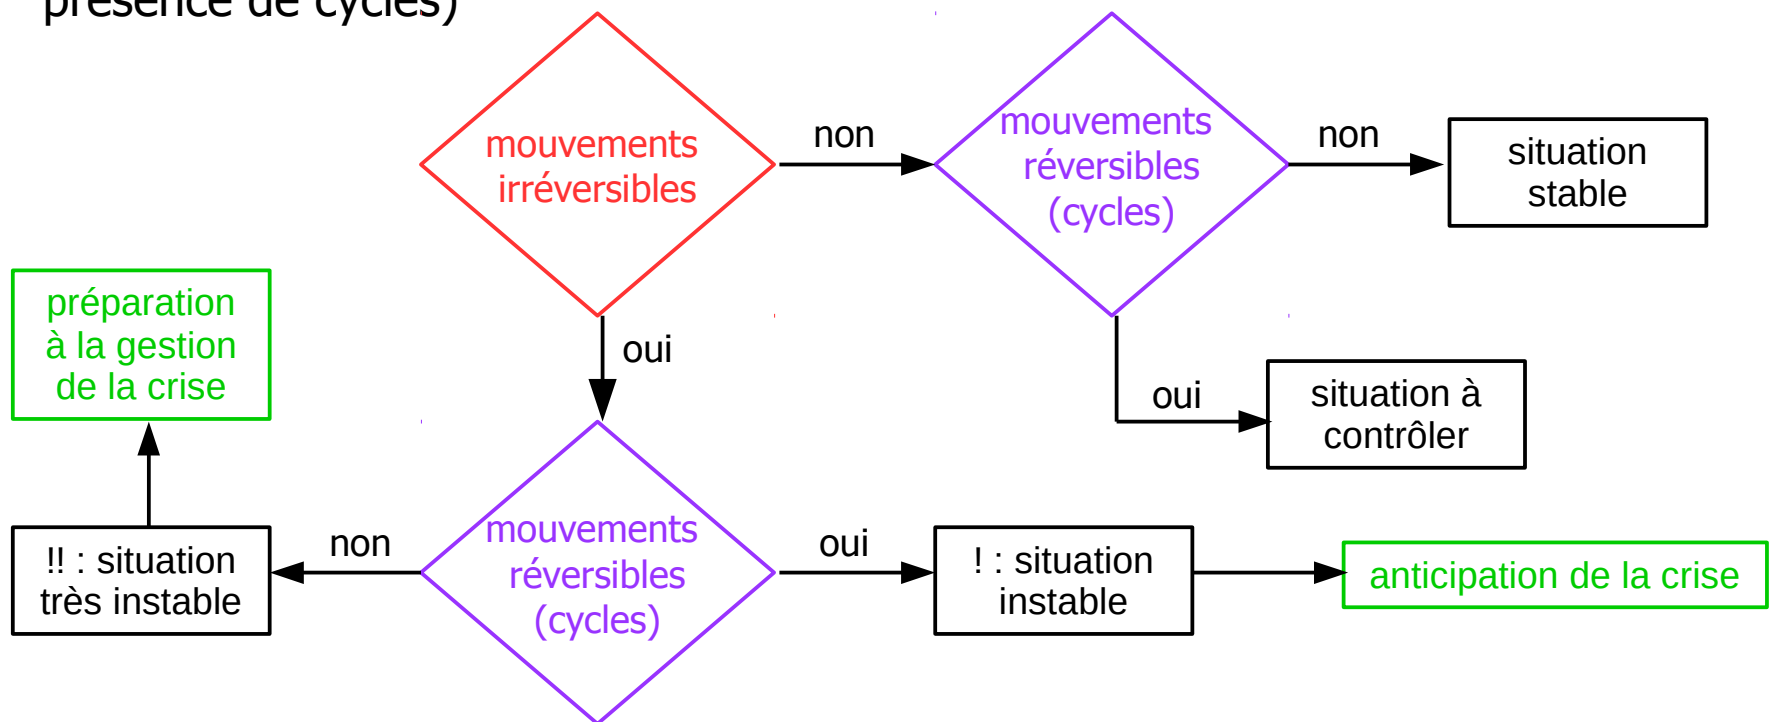 présence de cycles)
mouvements
irréversibles
non
mouvements
réversibles
(cycles)
non
situation
stable
préparation
à la gestion
de la crise
oui
oui
situation à
contrôler
!! : situation
très instable
non
mouvements
réversibles
(cycles)
oui
! : situation
instable
anticipation de la crise